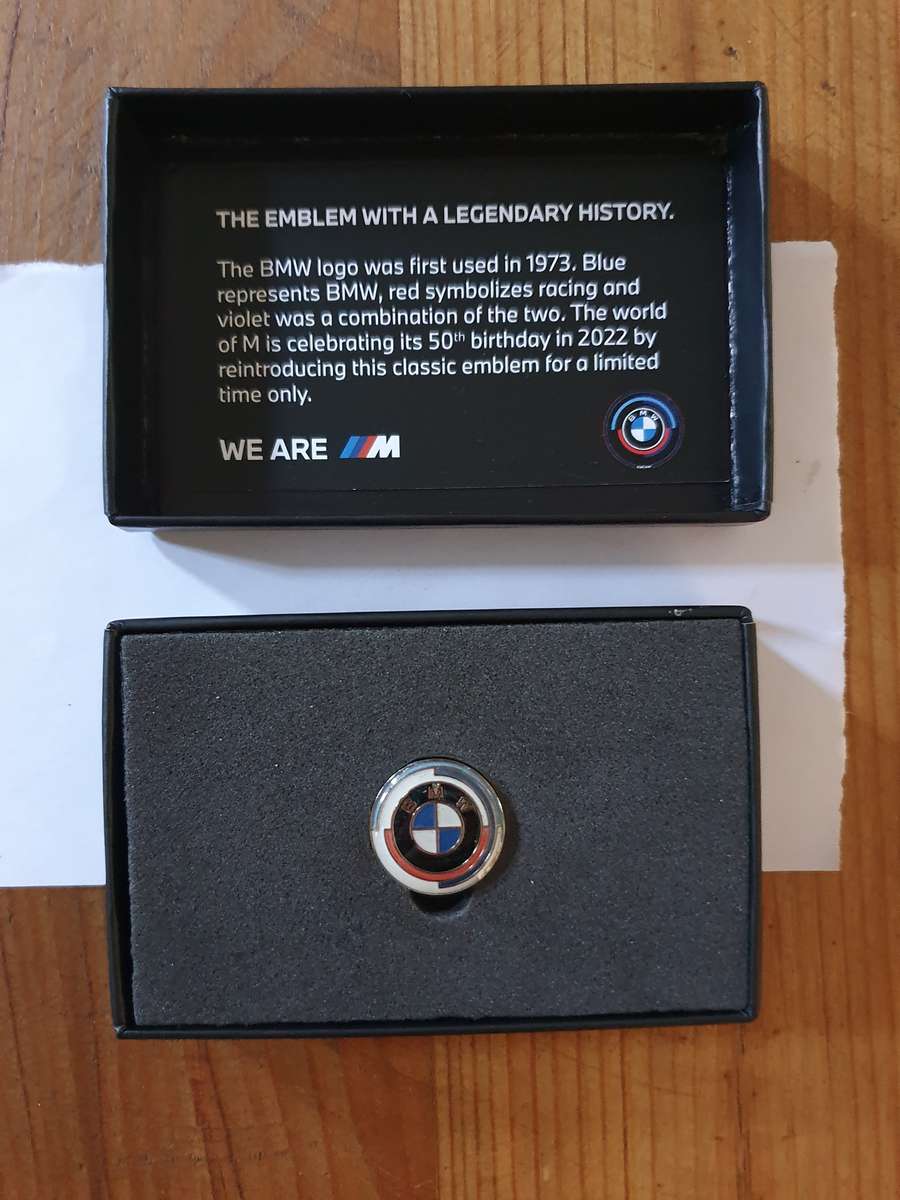 THE EMBLEM WITH A LEGENDARY HISTORY.
The BMW logo was first used in 1973. Blue
represents BMW, red symbolizes racing and
violet was a combination of the two. The world
of M is celebrating its 50th birthday in 2022 by
reintroducing this classic emblem for a limited
time only.
WE ARE M
BMW
BMW